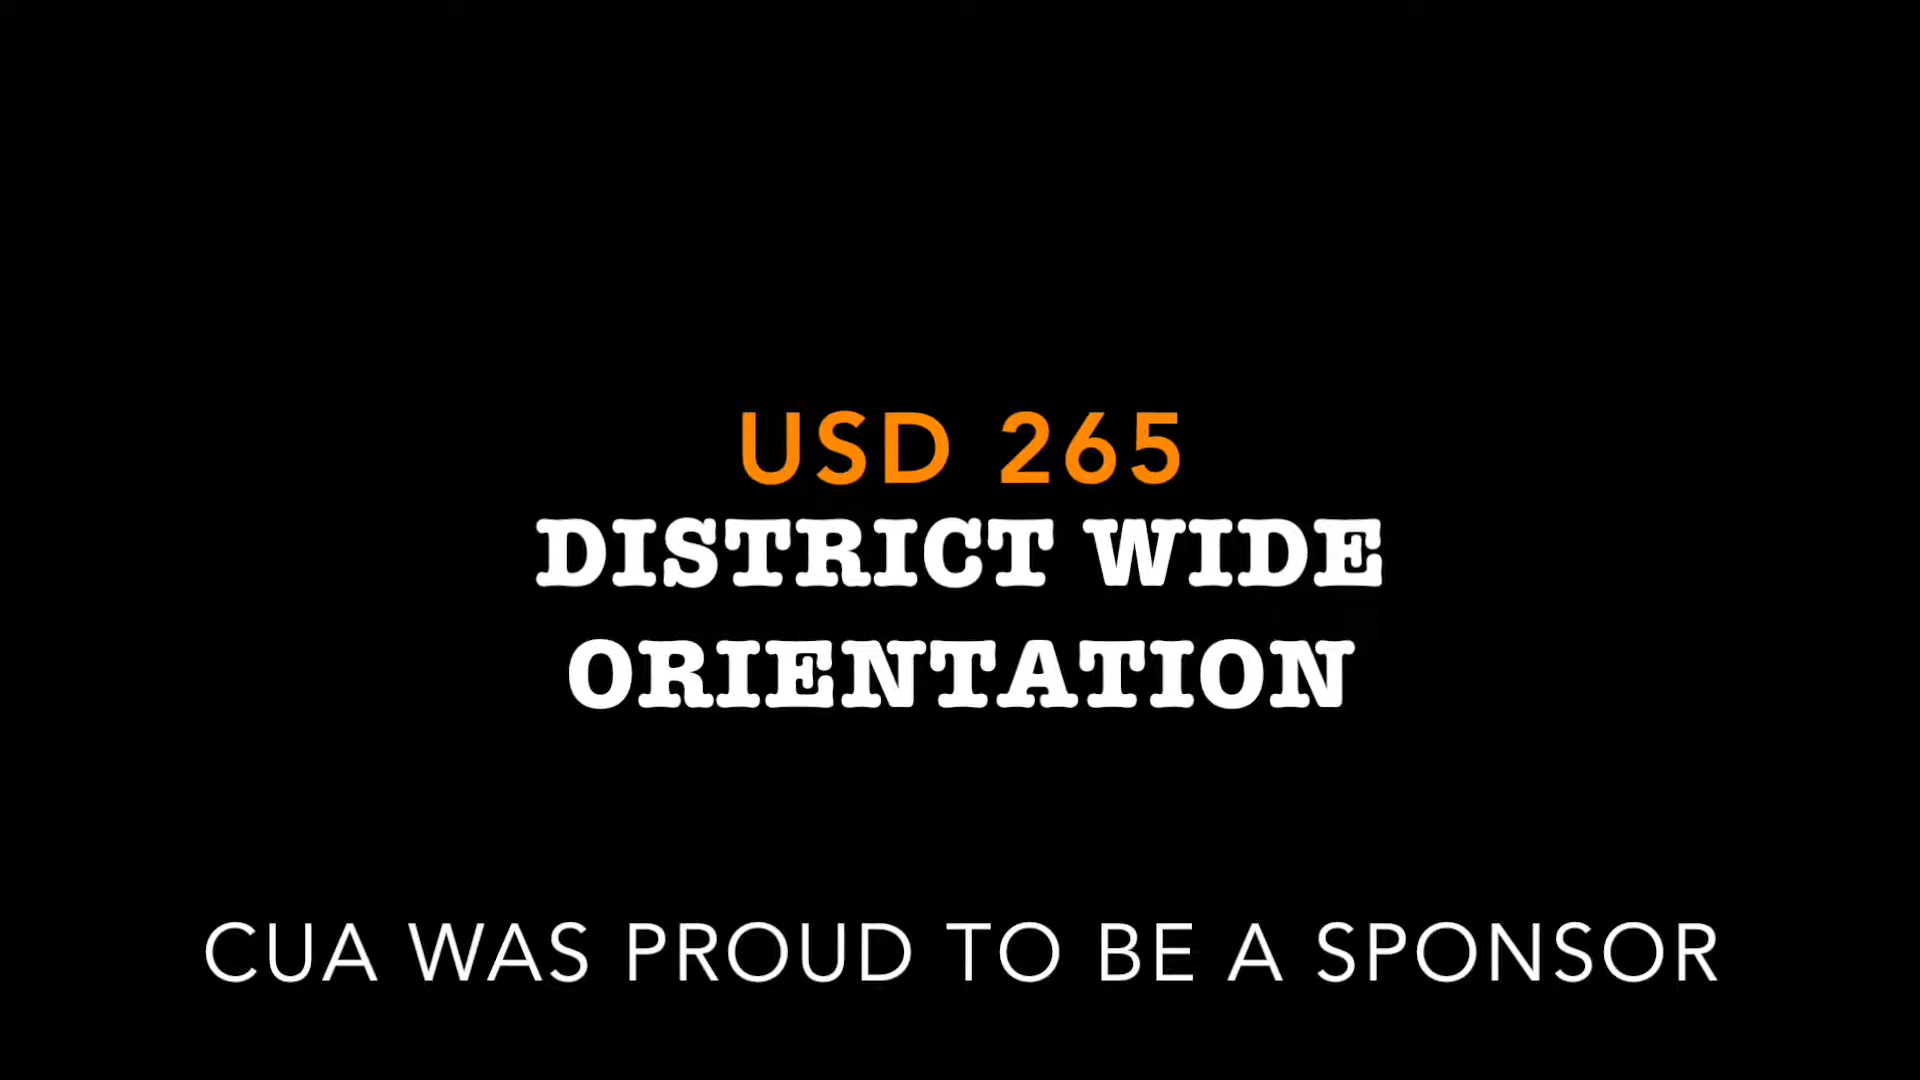 USD 265
DISTRICT WIDE
ORIENTATION
CUA WAS PROUD TO BE A SPONSOR